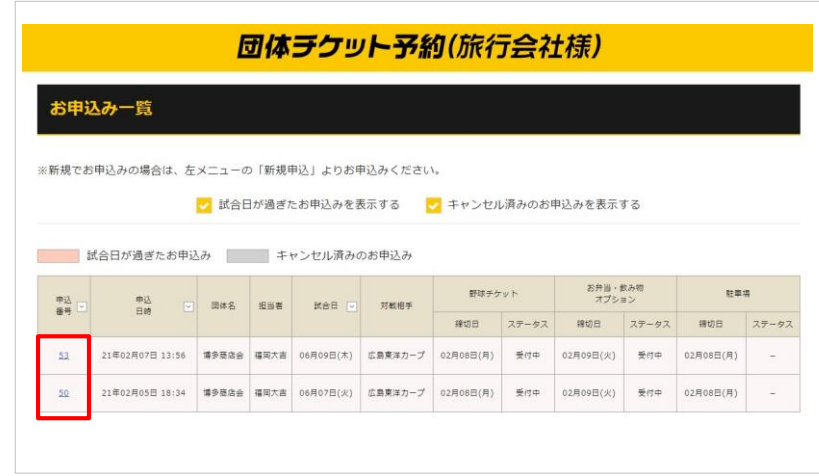 団体チケット予約(旅行会社様)
お申込み一覧
※新規でお申込みの場合は、左メニューの「新規申込」よりお申込みください。
試合日が過ぎたお申込みを表示する キャンセル済みのお申込みを表示する
試合日が過ぎたお申込み キャンセル済みのお申込み
申込番号 申込日時 団体名 担当者 試合日 対戦相手 野球チケット お弁当・飲み物オプション 駐車場
締切日 ステータス 締切日 ステータス 締切日 ステータス
53 21年02月07日 13:56 博多商店会 福岡大吉 06月09日(木) 広島東洋カープ 02月08日(月) 受付中 02月09日(火) 受付中 02月08日(月) −
50 21年02月05日 18:34 博多商店会 福岡大吉 06月07日(火) 広島東洋カープ 02月08日(月) 受付中 02月09日(火) 受付中 02月08日(月) −